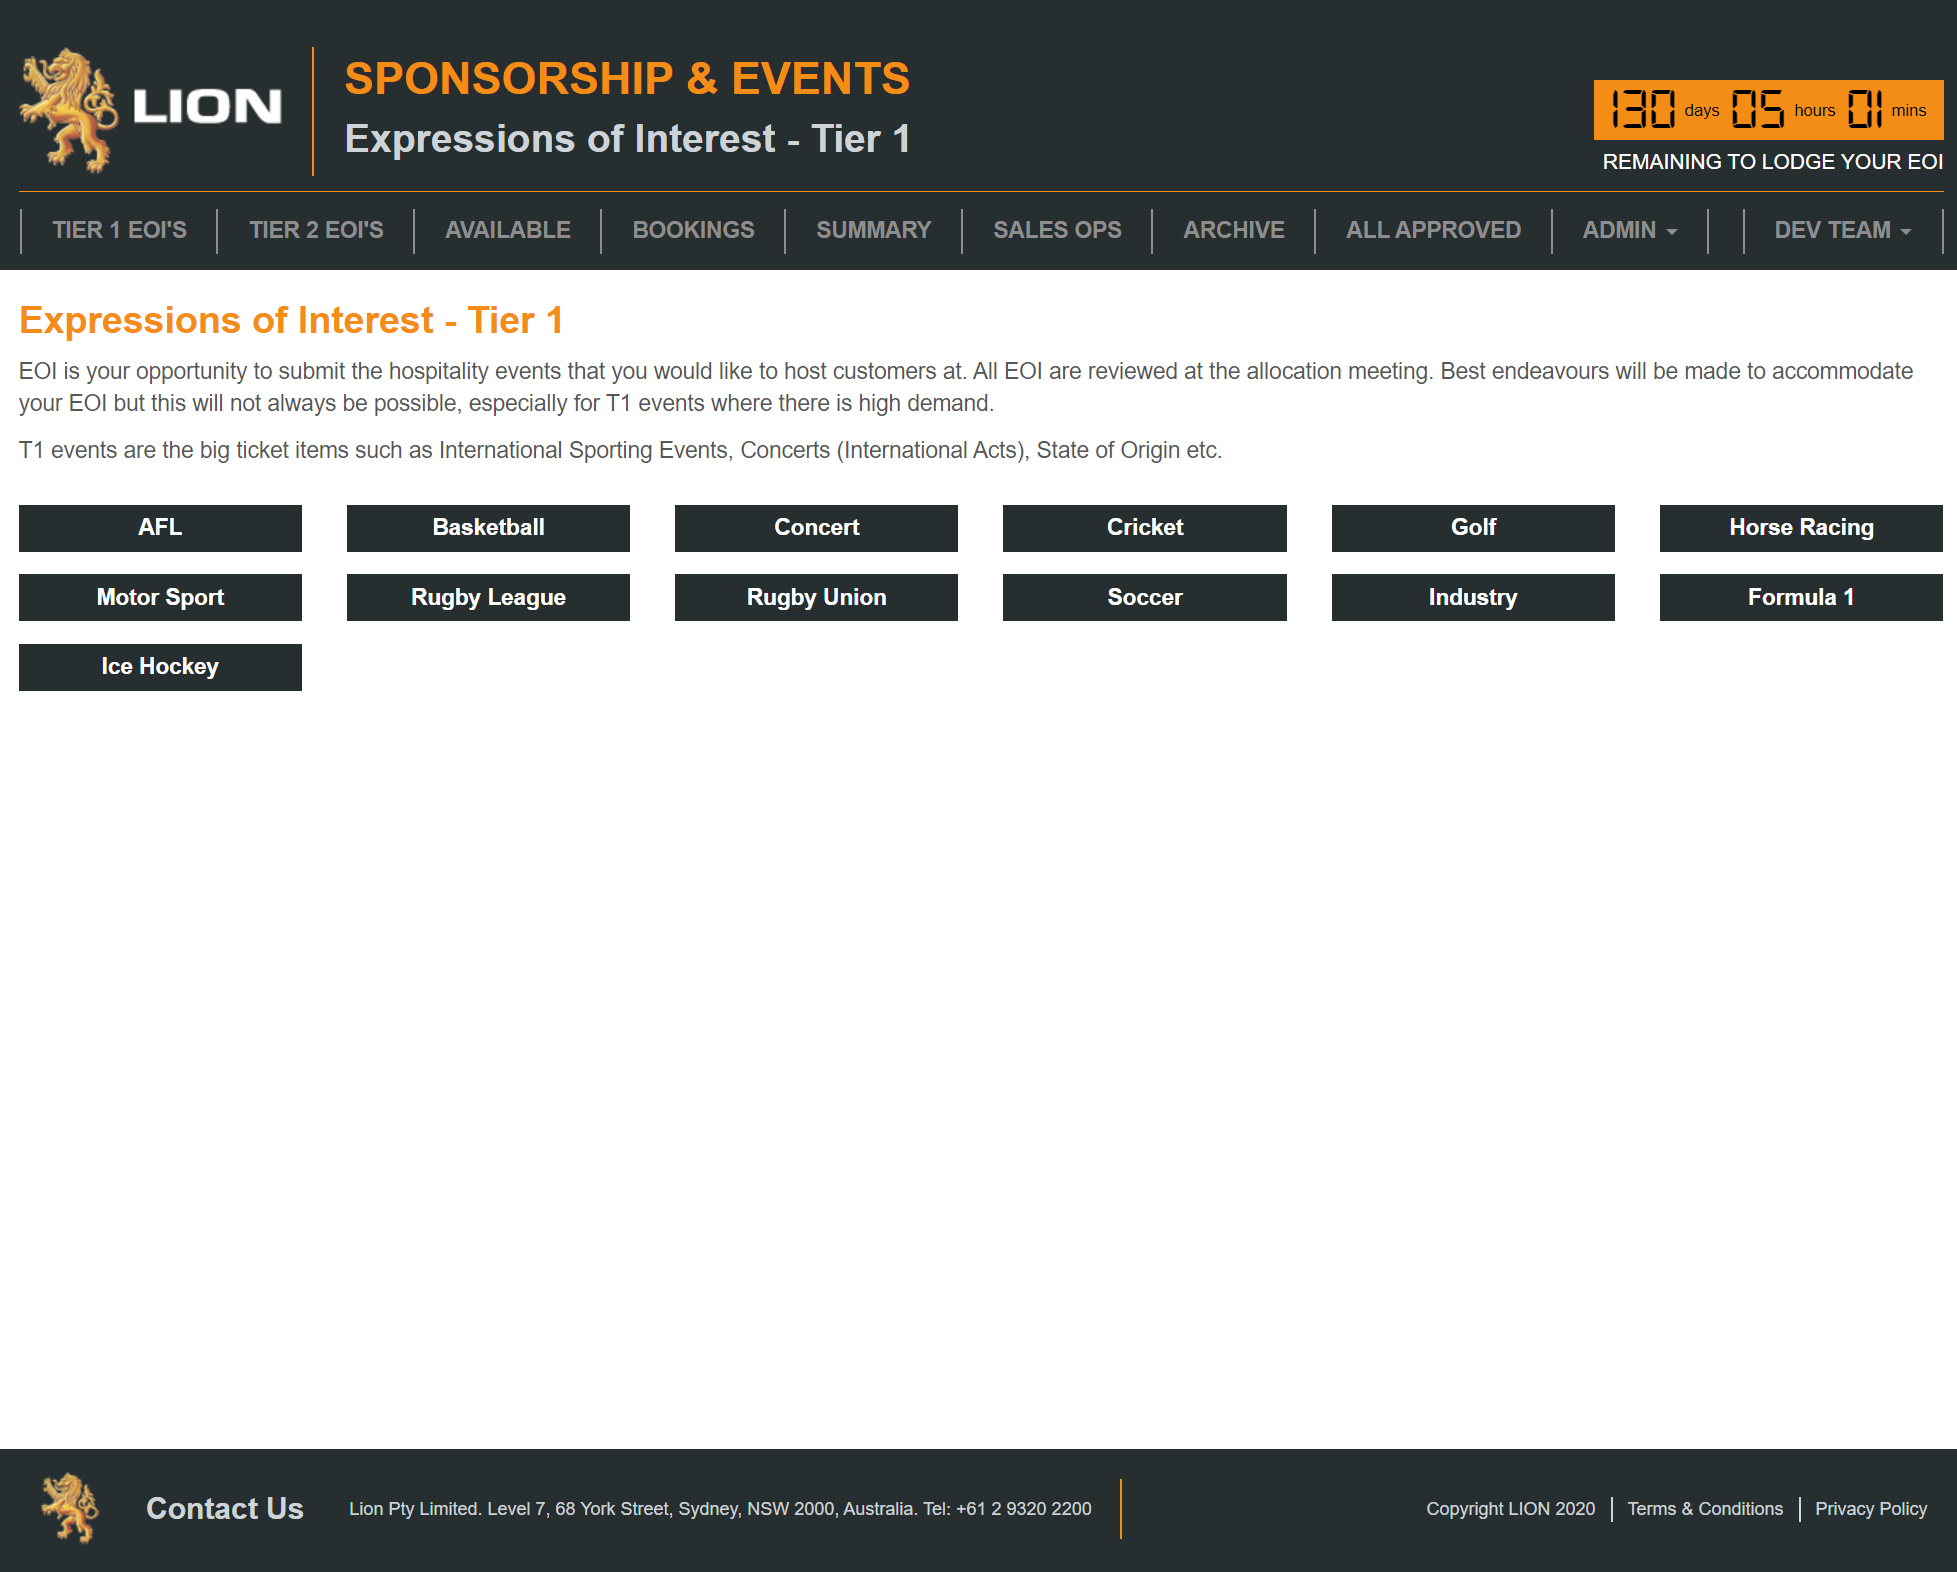 LION
SPONSORSHIP & EVENTS
Expressions of Interest - Tier 1
130 days 05 hours 01 mins
REMAINING TO LODGE YOUR EOI
TIER 1 EOI'S
TIER 2 EOI'S
AVAILABLE
BOOKINGS
SUMMARY
SALES OPS
ARCHIVE
ALL APPROVED
ADMIN
DEV TEAM
Expressions of Interest - Tier 1
EOI is your opportunity to submit the hospitality events that you would like to host customers at. All EOI are reviewed at the allocation meeting. Best endeavours will be made to accommodate
your EOI but this will not always be possible, especially for T1 events where there is high demand.
T1 events are the big ticket items such as International Sporting Events, Concerts (International Acts), State of Origin etc.
AFL
Basketball
Concert
Cricket
Golf
Horse Racing
Motor Sport
Rugby League
Rugby Union
Soccer
Industry
Formula 1
Ice Hockey
Contact Us
Lion Pty Limited. Level 7, 68 York Street, Sydney, NSW 2000, Australia. Tel: +61 2 9320 2200
Copyright LION 2020
Terms & Conditions
Privacy Policy